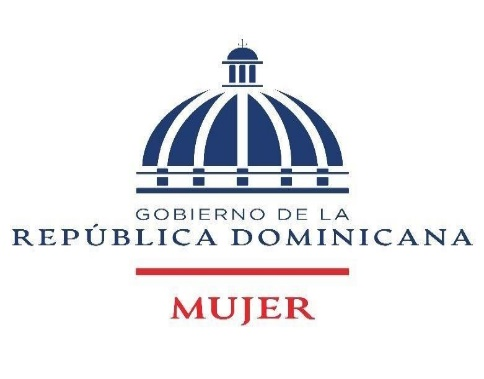 GOBIERNO DE LA
REPÚBLICA DOMINICANA
MUJER